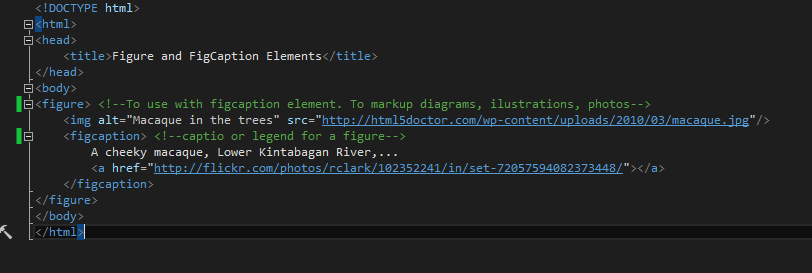 <!DOCTYPE html>
<html>
<head>
<title>Figure and FigCaption Elements</title>
</head>
<body>
<figure> <!--To use with figcaption element. To markup diagrams, ilustrations, photos-->
<img alt="Macaque in the trees" src="http://html5doctor.com/wp-content/uploads/2010/03/macaque.jpg"/>
<figcaption> <!--captio or legend for a figure-->
A cheeky macaque, Lower Kintabagan River,...
<a href="http://flickr.com/photos/rclark/102352241/in/set-72057594082373448/"></a>
</figcaption>
</figure>
</body>
</html>